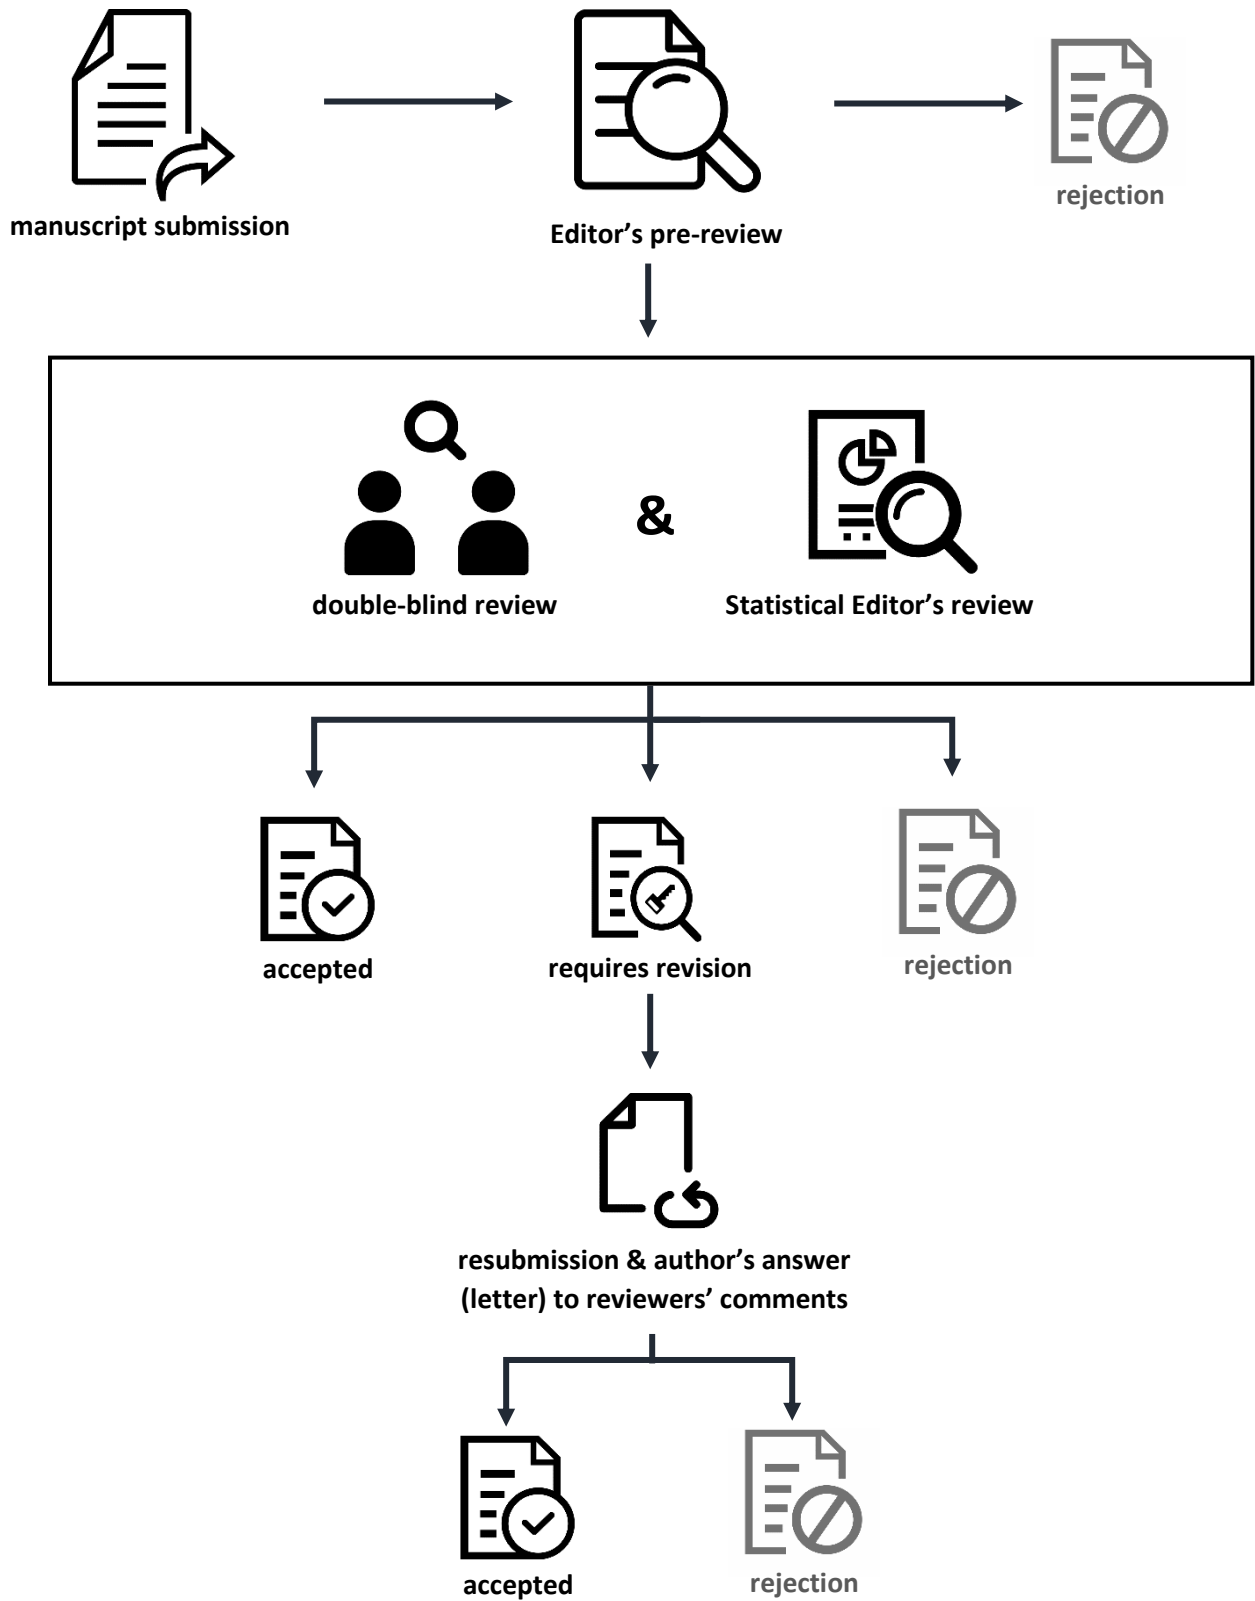 manuscript submission
Editor’s pre-review
rejection
&
double-blind review
Statistical Editor’s review
accepted
requires revision
rejection
resubmission & author’s answer
(letter) to reviewers’ comments
accepted
rejection